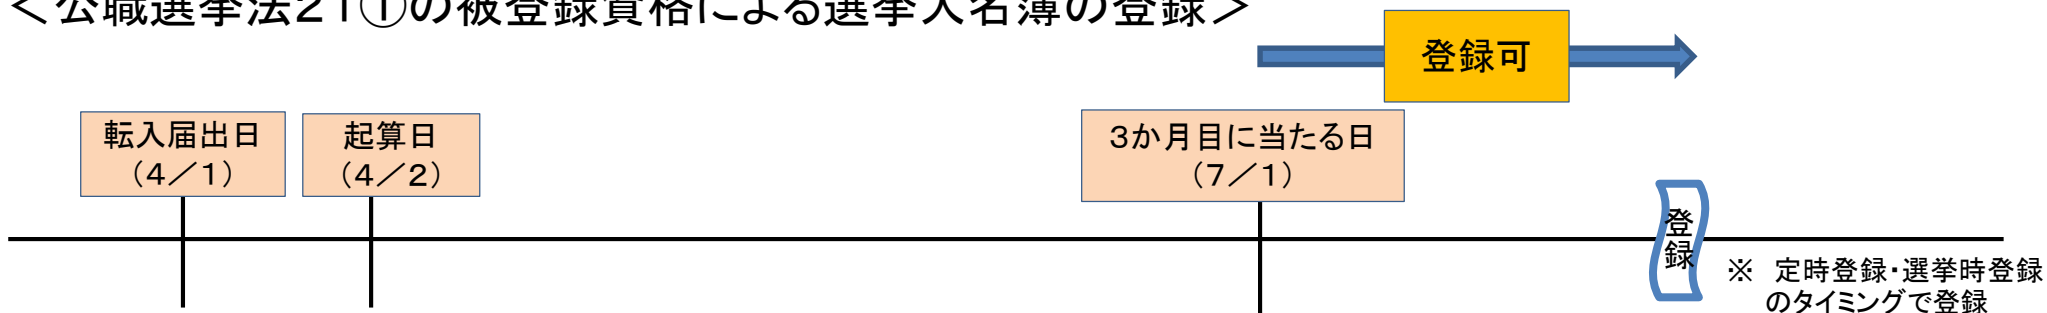 ＜公職選挙法２１①の被登録資格による選挙人名簿の登録＞
登録可
転入届出日
（４／１）
起算日
（４／２）
３か月目に当たる日
（７／１）
登録
※　定時登録・選挙時登録
のタイミングで登録